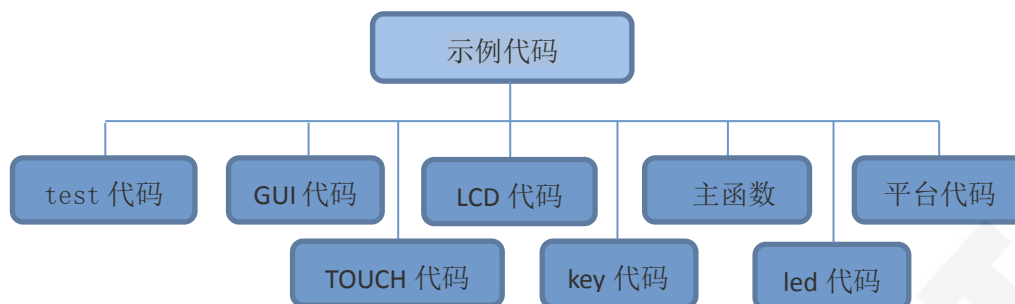 示例代码
test 代码
GUI 代码
LCD 代码
主函数
平台代码
TOUCH 代码
key 代码
led 代码